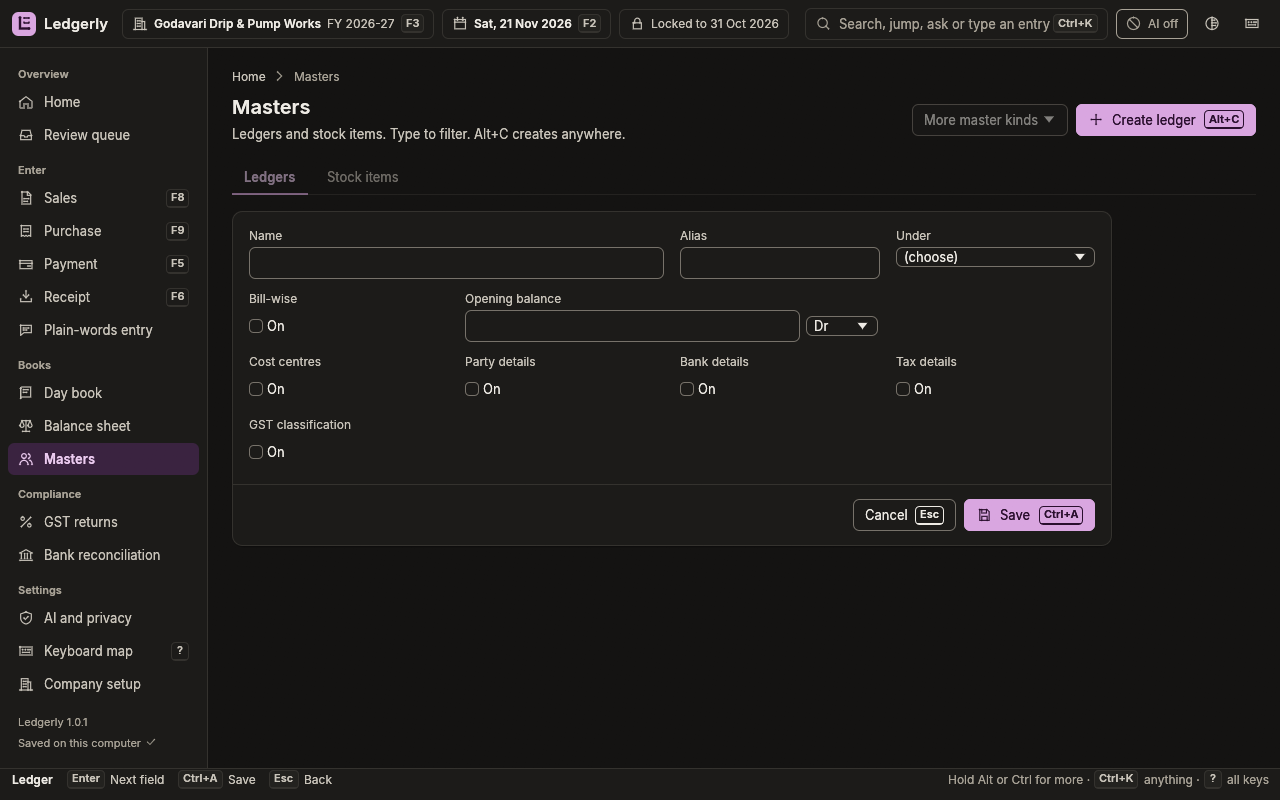 Ledgerly
Godavari Drip & Pump Works FY 2026-27 F3
Sat, 21 Nov 2026 F2
Locked to 31 Oct 2026
Search, jump, ask or type an entry Ctrl+K
AI off
Overview
Home
Review queue
Enter
Sales F8
Purchase F9
Payment F5
Receipt F6
Plain-words entry
Books
Day book
Balance sheet
Masters
Compliance
GST returns
Bank reconciliation
Settings
AI and privacy
Keyboard map ?
Company setup
Ledgerly 1.0.1
Saved on this computer
Home Masters
Masters
Ledgers and stock items. Type to filter. Alt+C creates anywhere.
More master kinds
Create ledger Alt+C
Ledgers Stock items
Name Alias Under
(choose)
Bill-wise Opening balance
On Dr
Cost centres Party details Bank details Tax details
On On On On
GST classification
On
Cancel Esc Save Ctrl+A
Ledger Enter Next field Ctrl+A Save Esc Back
Hold Alt or Ctrl for more · Ctrl+K anything · ? all keys